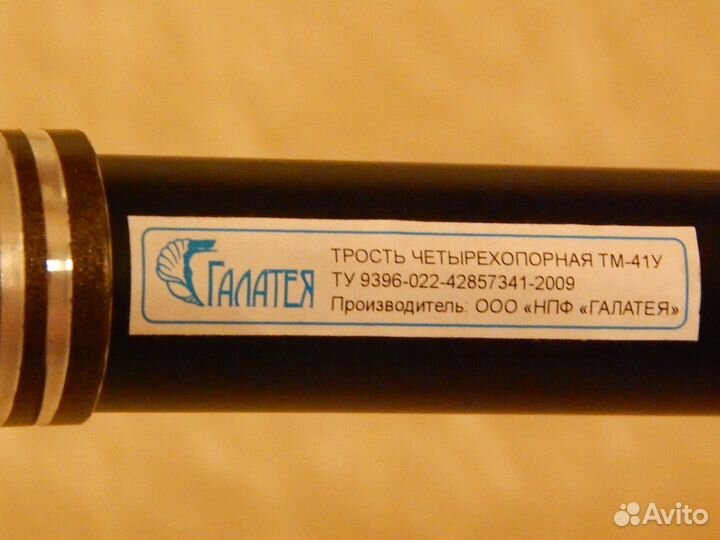 ГАЛАТЕЯ
ТРОСТЬ ЧЕТЫРЕХОПОРНАЯ ТМ-41У
ТУ 9396-022-42857341-2009
Производитель: ООО «НПФ «ГАЛАТЕЯ»
Avito